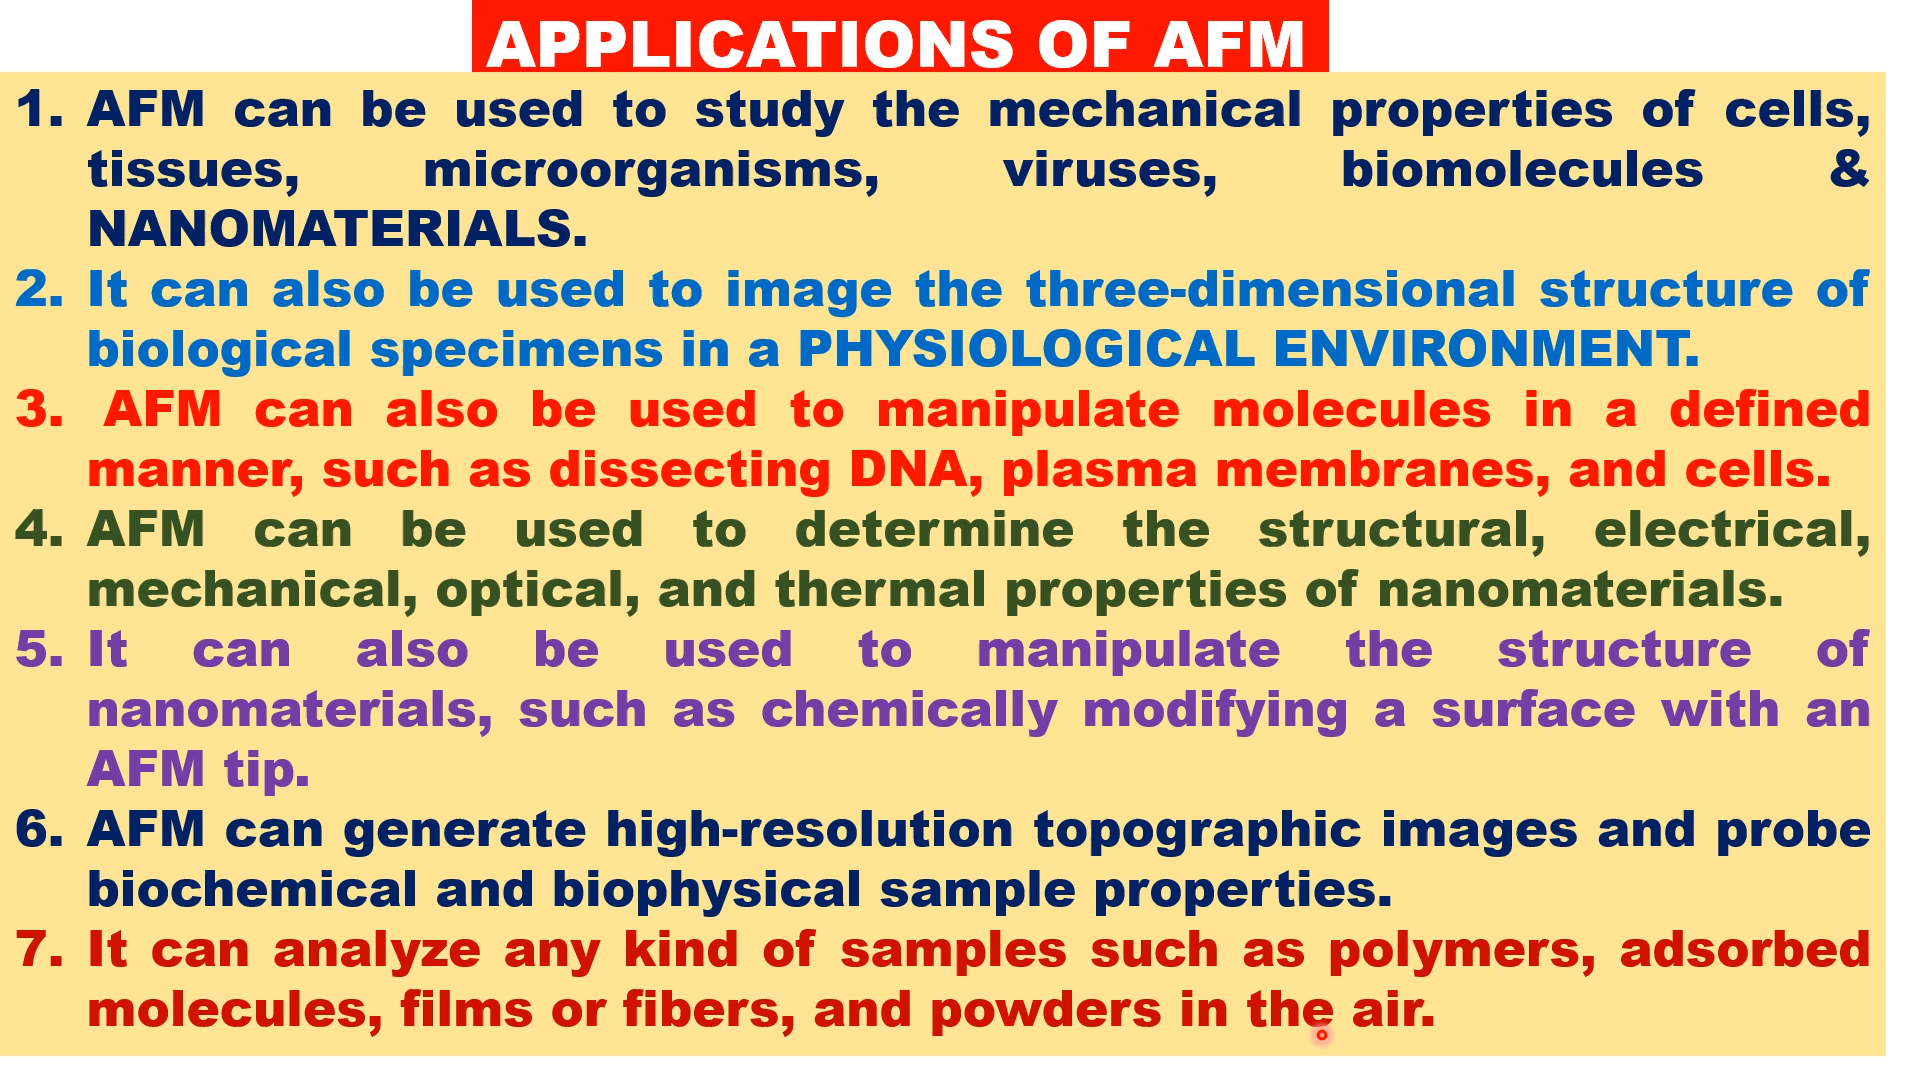 APPLICATIONS OF AFM
1. AFM can be used to study the mechanical properties of cells,
tissues, microorganisms, viruses, biomolecules &
NANOMATERIALS.
2. It can also be used to image the three-dimensional structure of
biological specimens in a PHYSIOLOGICAL ENVIRONMENT.
3. AFM can also be used to manipulate molecules in a defined
manner, such as dissecting DNA, plasma membranes, and cells.
4. AFM can be used to determine the structural, electrical,
mechanical, optical, and thermal properties of nanomaterials.
5. It can also be used to manipulate the structure of
nanomaterials, such as chemically modifying a surface with an
AFM tip.
6. AFM can generate high-resolution topographic images and probe
biochemical and biophysical sample properties.
7. It can analyze any kind of samples such as polymers, adsorbed
molecules, films or fibers, and powders in the air.